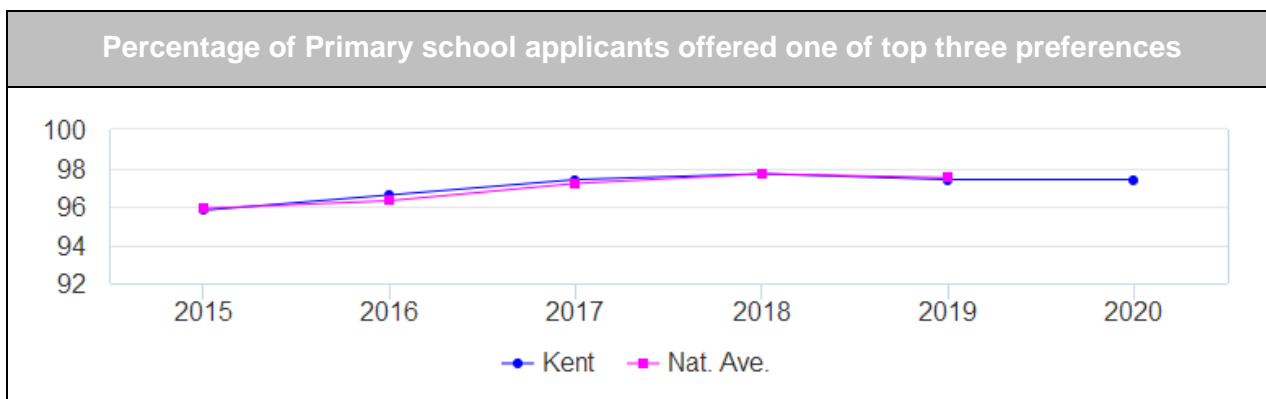 Percentage of Primary school applicants offered one of top three preferences
100
98
96
94
92
2015 2016 2017 2018 2019 2020
Kent Nat. Ave.